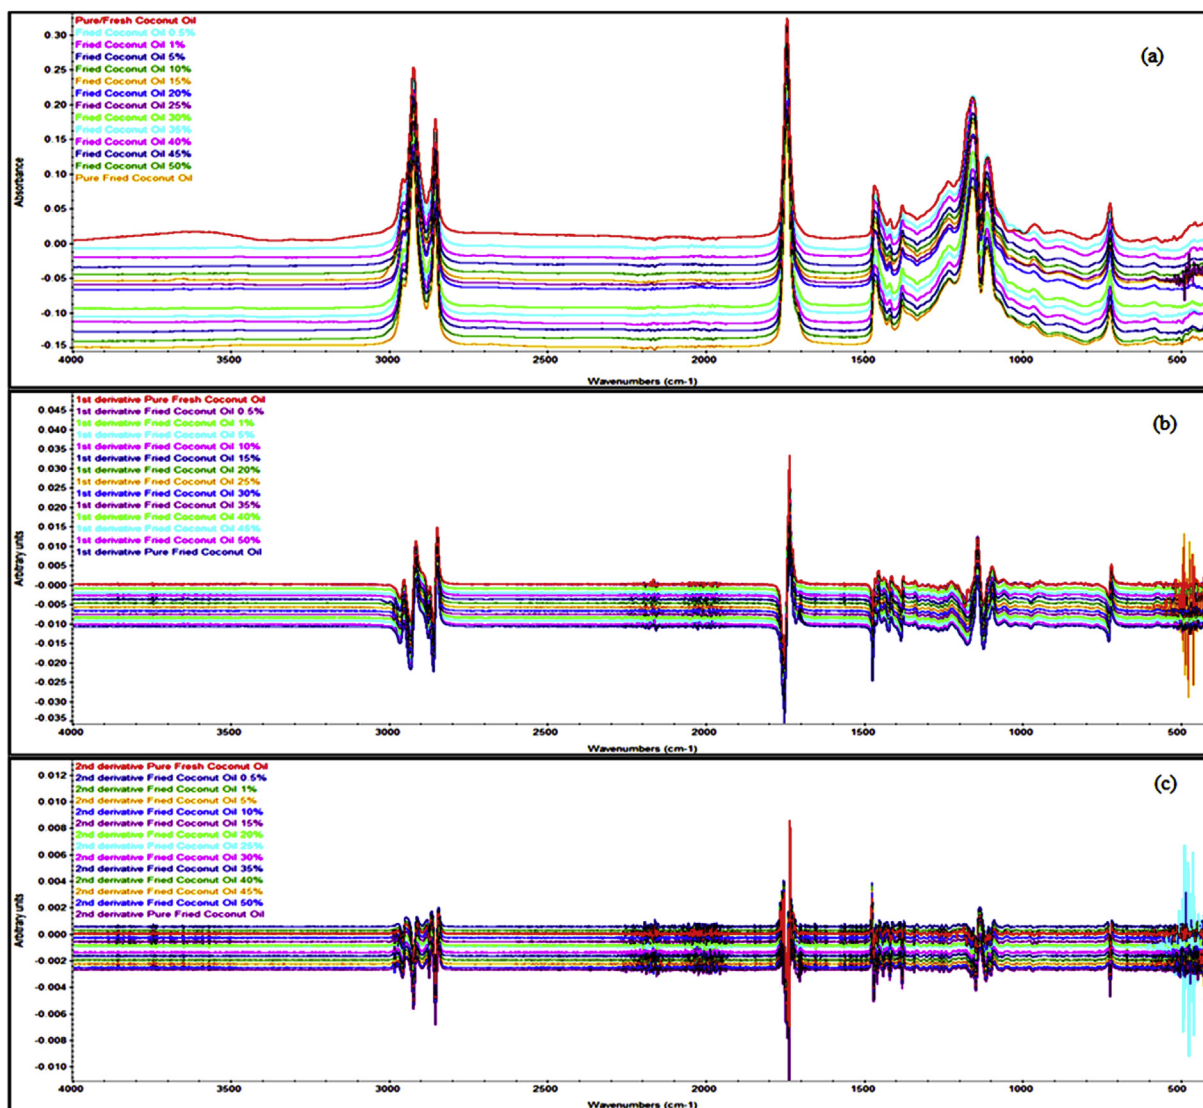 Pure/Fresh Coconut Oil
Fried Coconut Oil 0.5%
Fried Coconut Oil 1%
Fried Coconut Oil 5%
Fried Coconut Oil 10%
Fried Coconut Oil 15%
Fried Coconut Oil 20%
Fried Coconut Oil 25%
Fried Coconut Oil 30%
Fried Coconut Oil 35%
Fried Coconut Oil 40%
Fried Coconut Oil 45%
Fried Coconut Oil 50%
Pure Fried Coconut Oil
(a)
Absorbance
0.30
0.25
0.20
0.15
0.10
0.05
0.00
-0.05
-0.10
-0.15
4000 3500 3000 2500 2000 1500 1000 500
Wavenumbers (cm-1)
1st derivative Pure Fresh Coconut Oil
1st derivative Fried Coconut Oil 0.5%
1st derivative Fried Coconut Oil 1%
1st derivative Fried Coconut Oil 5%
1st derivative Fried Coconut Oil 10%
1st derivative Fried Coconut Oil 15%
1st derivative Fried Coconut Oil 20%
1st derivative Fried Coconut Oil 25%
1st derivative Fried Coconut Oil 30%
1st derivative Fried Coconut Oil 35%
1st derivative Fried Coconut Oil 40%
1st derivative Fried Coconut Oil 45%
1st derivative Fried Coconut Oil 50%
1st derivative Pure Fried Coconut Oil
(b)
Arbitrary units
0.045
0.040
0.035
0.030
0.025
0.020
0.015
0.010
0.005
-0.000
-0.005
-0.010
-0.015
-0.020
-0.025
-0.030
-0.035
4000 3500 3000 2500 2000 1500 1000 500
Wavenumbers (cm-1)
2nd derivative Pure Fresh Coconut Oil
2nd derivative Fried Coconut Oil 0.5%
2nd derivative Fried Coconut Oil 1%
2nd derivative Fried Coconut Oil 5%
2nd derivative Fried Coconut Oil 10%
2nd derivative Fried Coconut Oil 15%
2nd derivative Fried Coconut Oil 20%
2nd derivative Fried Coconut Oil 25%
2nd derivative Fried Coconut Oil 30%
2nd derivative Fried Coconut Oil 35%
2nd derivative Fried Coconut Oil 40%
2nd derivative Fried Coconut Oil 45%
2nd derivative Fried Coconut Oil 50%
2nd derivative Pure Fried Coconut Oil
(c)
Arbitrary units
0.012
0.010
0.008
0.006
0.004
0.002
0.000
-0.002
-0.004
-0.006
-0.008
-0.010
4000 3500 3000 2500 2000 1500 1000 500
Wavenumbers (cm-1)